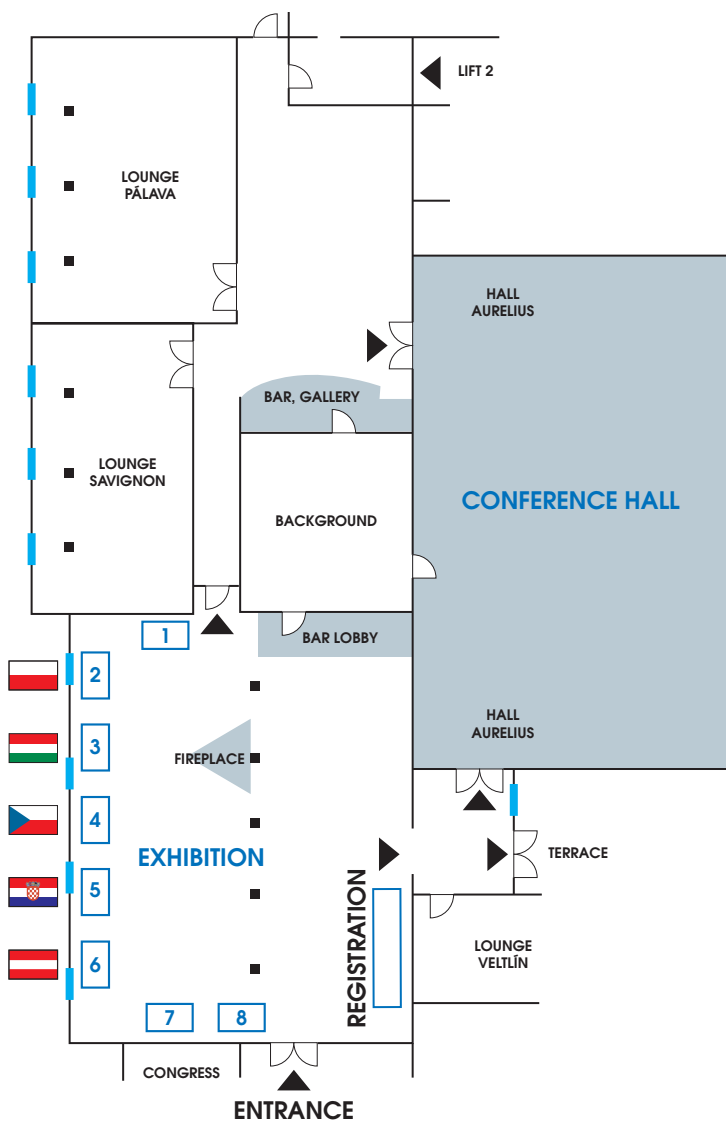 LIFT 2
LOUNGE
PÁLAVA
HALL
AURELIUS
BAR, GALLERY
LOUNGE
SAVIGNON
CONFERENCE HALL
BACKGROUND
1
BAR LOBBY
2
3
HALL
AURELIUS
FIREPLACE
4
EXHIBITION
TERRACE
5
REGISTRATION
6
LOUNGE
VELTLÍN
7
8
CONGRESS
ENTRANCE